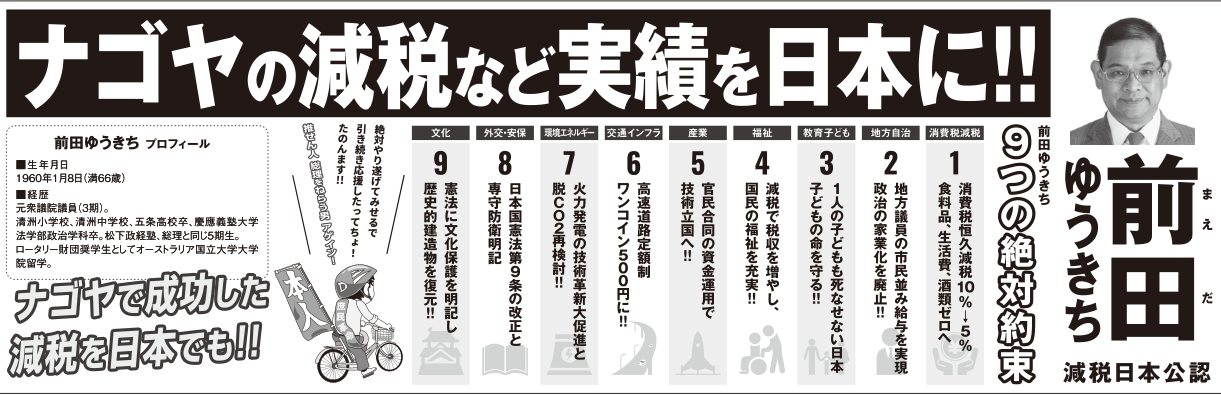 ナゴヤの減税など実績を日本に!!
前田
まえだ
ゆうきち
減税日本公認
前田ゆうきち
9つの絶対約束
消費税減税
1
消費税恒久減税10%→5%
食料品、生活費、酒類ゼロへ
地方自治
2
地方議員の市民並み給与を実現
政治の家業化を廃止!!
教育子ども
3
1人の子どもも死なせない日本
子どもの命を守る!!
福祉
4
減税で税収を増やし、
国民の福祉を充実!!
産業
5
官民合同の資金運用で
技術立国へ!!
交通インフラ
6
高速道路定額制
ワンコイン500円に!!
環境エネルギー
7
火力発電の技術革新大促進と
脱CO2再検討!!
外交・安保
8
日本国憲法第9条の改正と
専守防衛明記
文化
9
憲法に文化保護を明記し
歴史的建造物を復元!!
絶対やり遂げてみせるで
引き続き応援したってちょ!
たのんます!!
推せん人 総理をねらう男 アゲイン!
本人
D
庶民革命
前田ゆうきち プロフィール
■生年月日
1960年1月8日(満66歳)
■経歴
元衆議院議員(3期)。
清洲小学校、清洲中学校、五条高校卒、慶應義塾大学
法学部政治学科卒。松下政経塾、総理と同じ5期生。
ロータリー財団奨学生としてオーストラリア国立大学大学
院留学。
ナゴヤで成功した
減税を日本でも!!